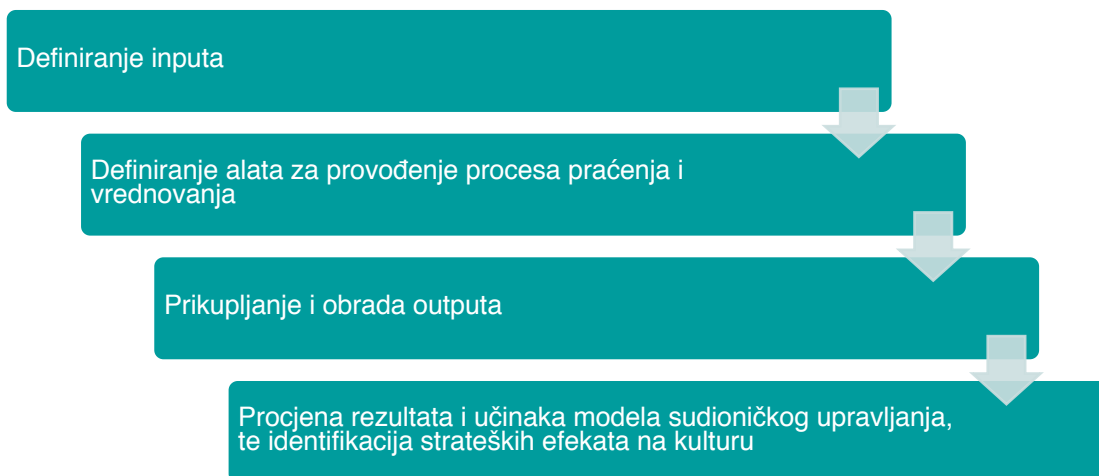 Definiranje inputa
Definiranje alata za provođenje procesa praćenja i
vrednovanja
Prikupljanje i obrada outputa
Procjena rezultata i učinaka modela sudioničkog upravljanja,
te identifikacija strateških efekata na kulturu